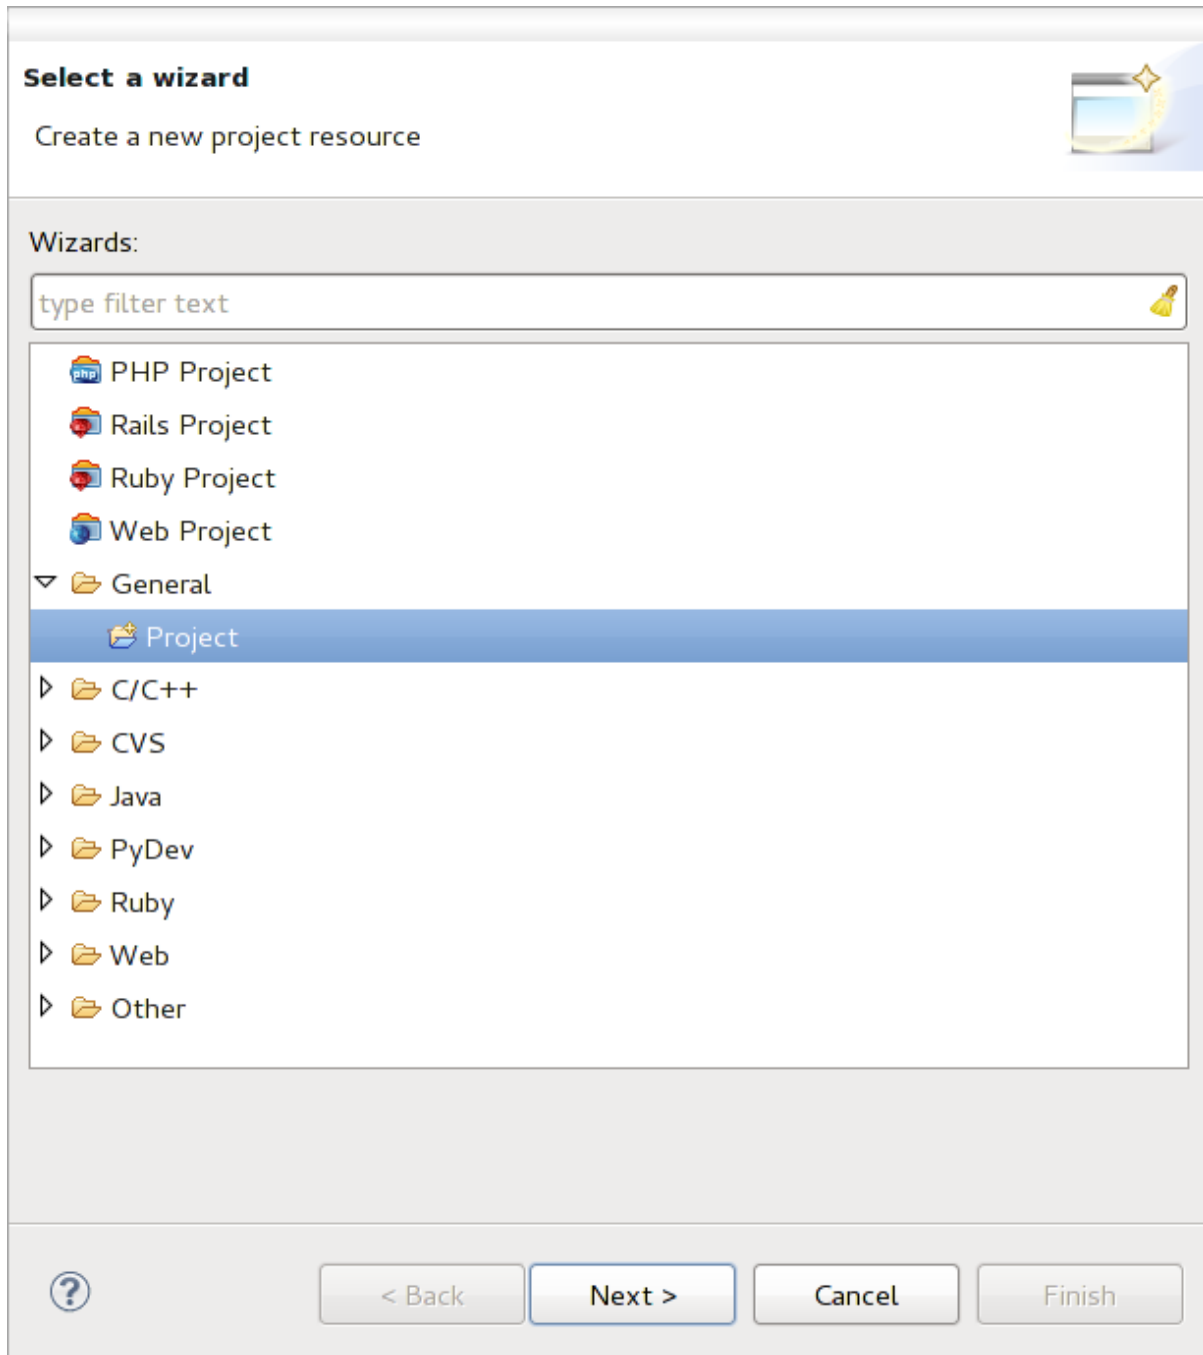 Select a wizard
Create a new project resource
Wizards:
type filter text
php PHP Project
Rails Project
Ruby Project
Web Project
General
Project
C/C++
CVS
Java
PyDev
Ruby
Web
Other
? < Back Next > Cancel Finish